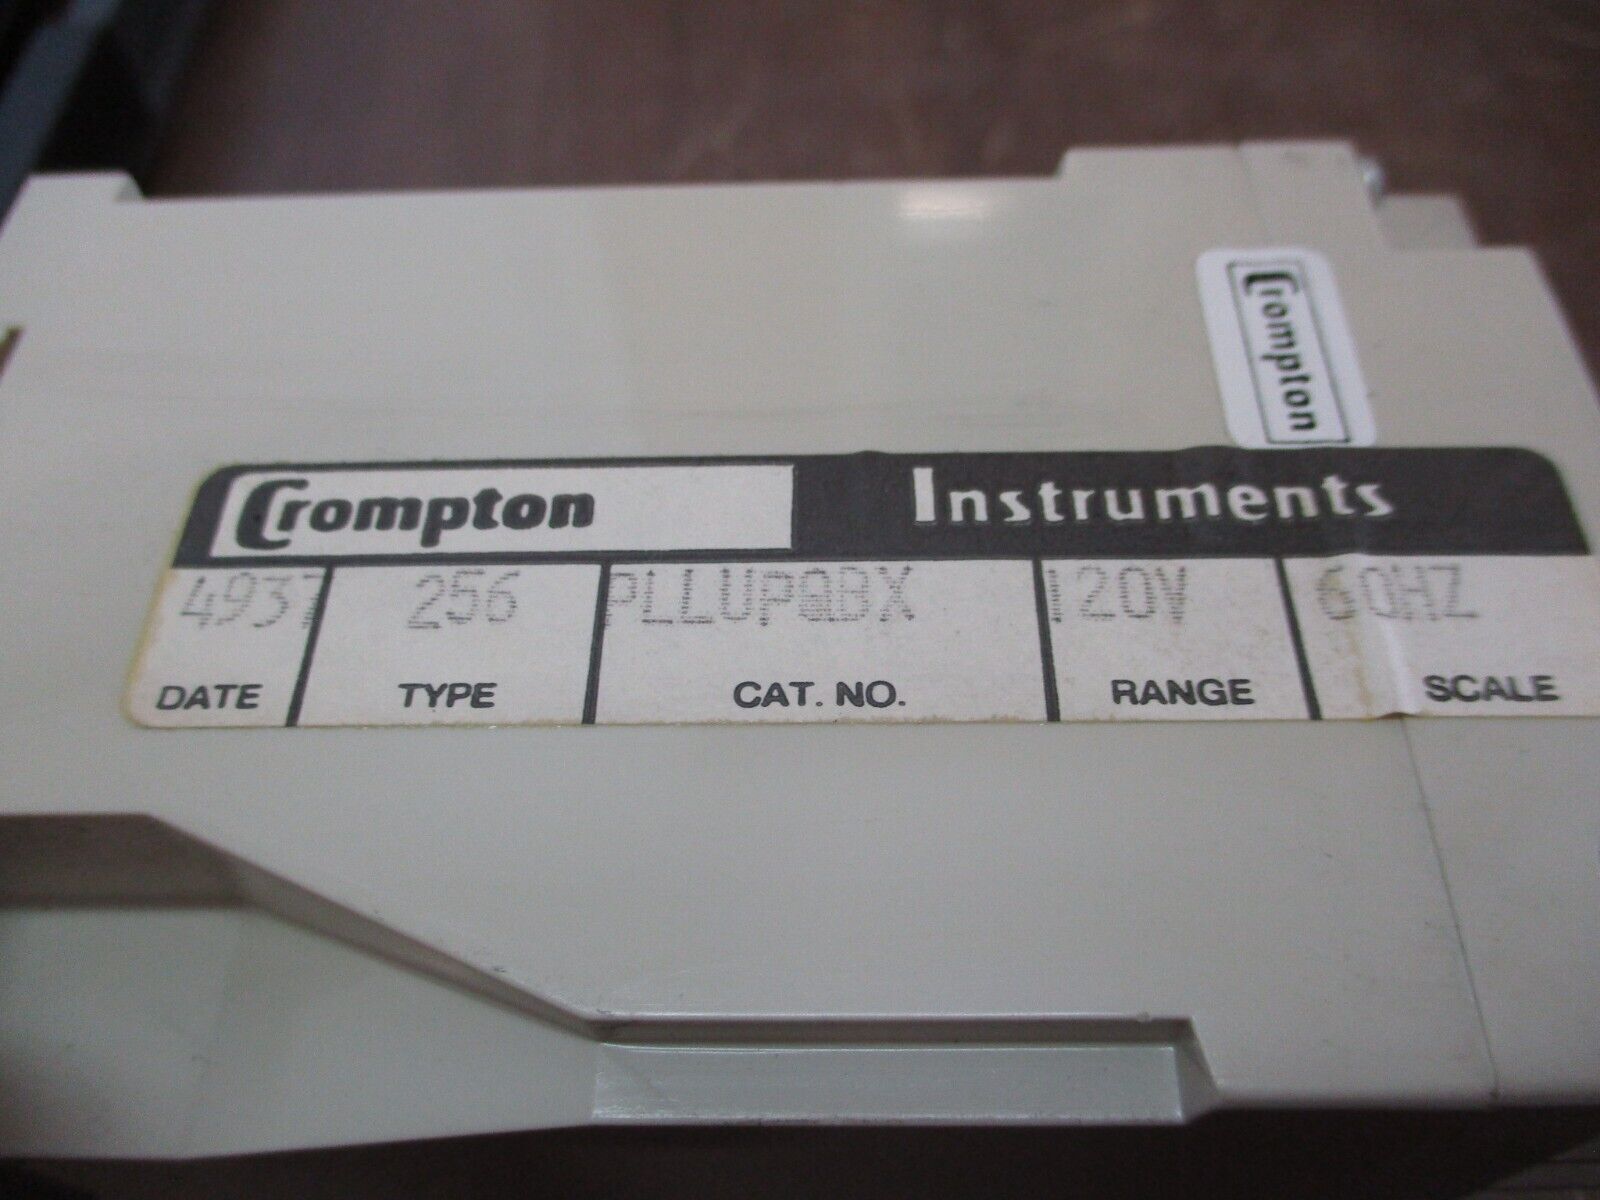 Crompton
Crompton Instruments
4937 256 PLLUPQBX 120V 60HZ
DATE TYPE CAT. NO. RANGE SCALE